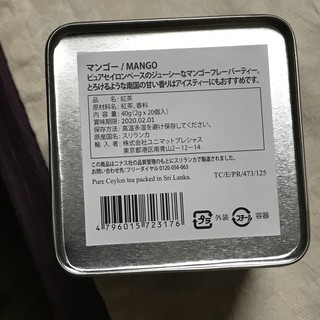 マンゴー / MANGO
ピュアセイロンベースのジューシーなマンゴーフレーバーティー。
とろけるような南国の甘い香りはアイスティーにもおすすめです。
品名:紅茶
原材料名:紅茶、香料
内容量:40g(2g×20個入)
賞味期限:2020.02.01
保存方法:高温多湿を避け保存してください。
原産国名:スリランカ
輸入者:株式会社ユニマットプレシャス
東京都港区南青山2-12-14
この商品はニナス社の品質管理のもとにスリランカで製造されました。
お問い合わせ先:フリーダイヤル 0120-056-063
Pure Ceylon tea packed in Sri Lanka.
TC/E/PR/473/125
4796015723176
プラ 外装 スチール 容器